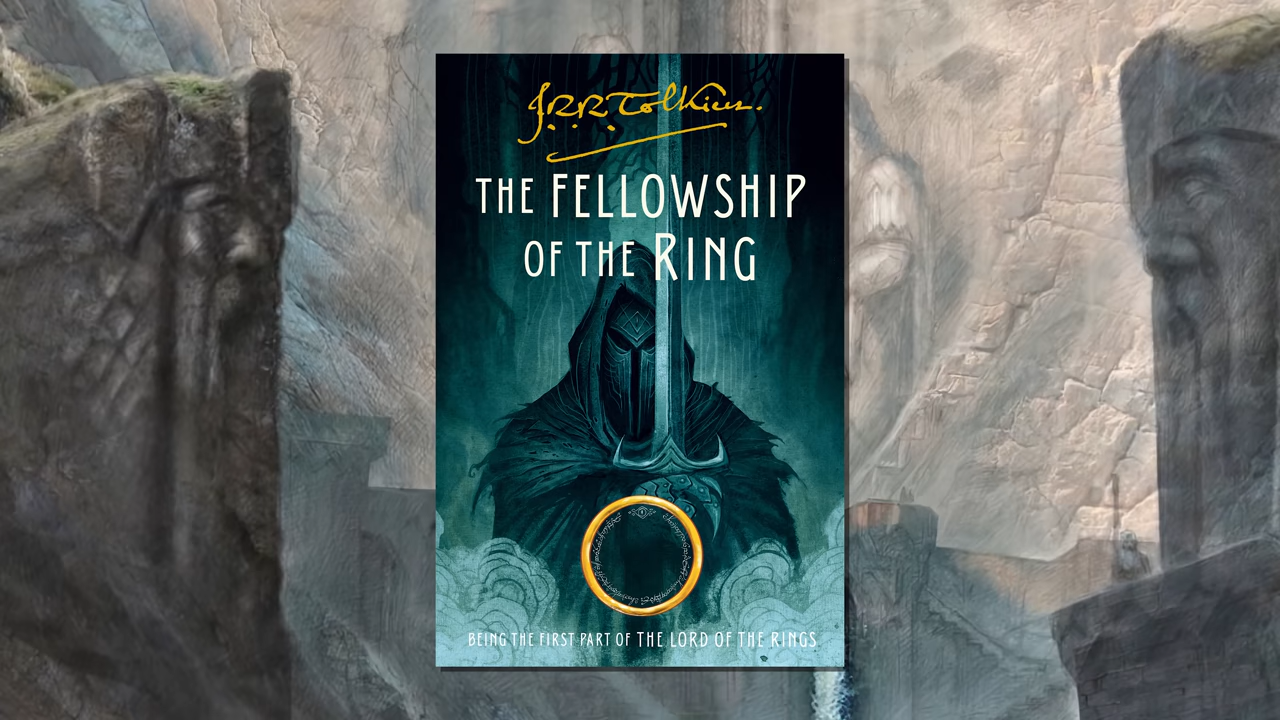 J.R.R. Tolkien.
THE FELLOWSHIP
OF THE RING
BEING THE FIRST PART OF THE LORD OF THE RINGS